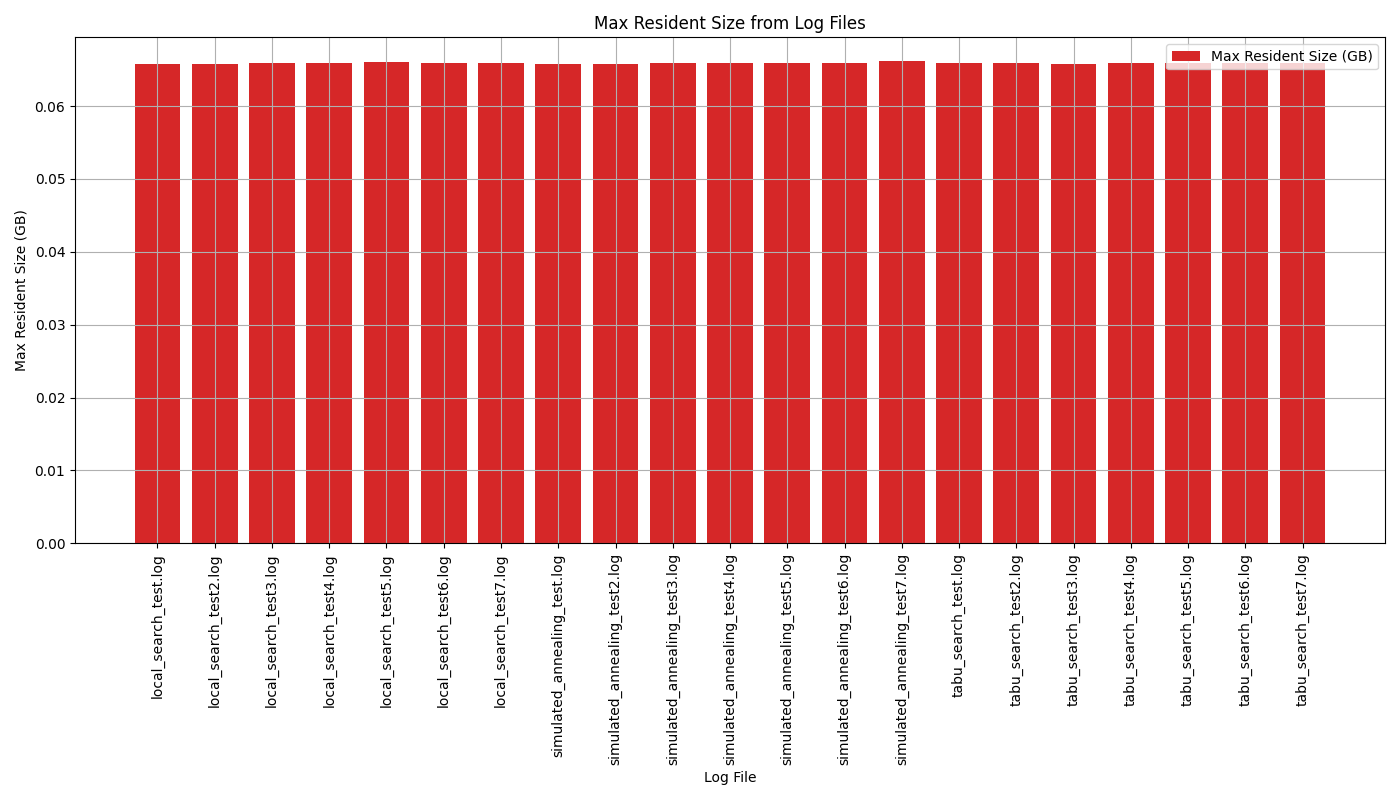 Max Resident Size from Log Files
Max Resident Size (GB)
Max Resident Size (GB)
0.06
0.05
0.04
0.03
0.02
0.01
0.00
local_search_test.log
local_search_test2.log
local_search_test3.log
local_search_test4.log
local_search_test5.log
local_search_test6.log
local_search_test7.log
simulated_annealing_test.log
simulated_annealing_test2.log
simulated_annealing_test3.log
simulated_annealing_test4.log
simulated_annealing_test5.log
simulated_annealing_test6.log
simulated_annealing_test7.log
tabu_search_test.log
tabu_search_test2.log
tabu_search_test3.log
tabu_search_test4.log
tabu_search_test5.log
tabu_search_test6.log
tabu_search_test7.log
Log File